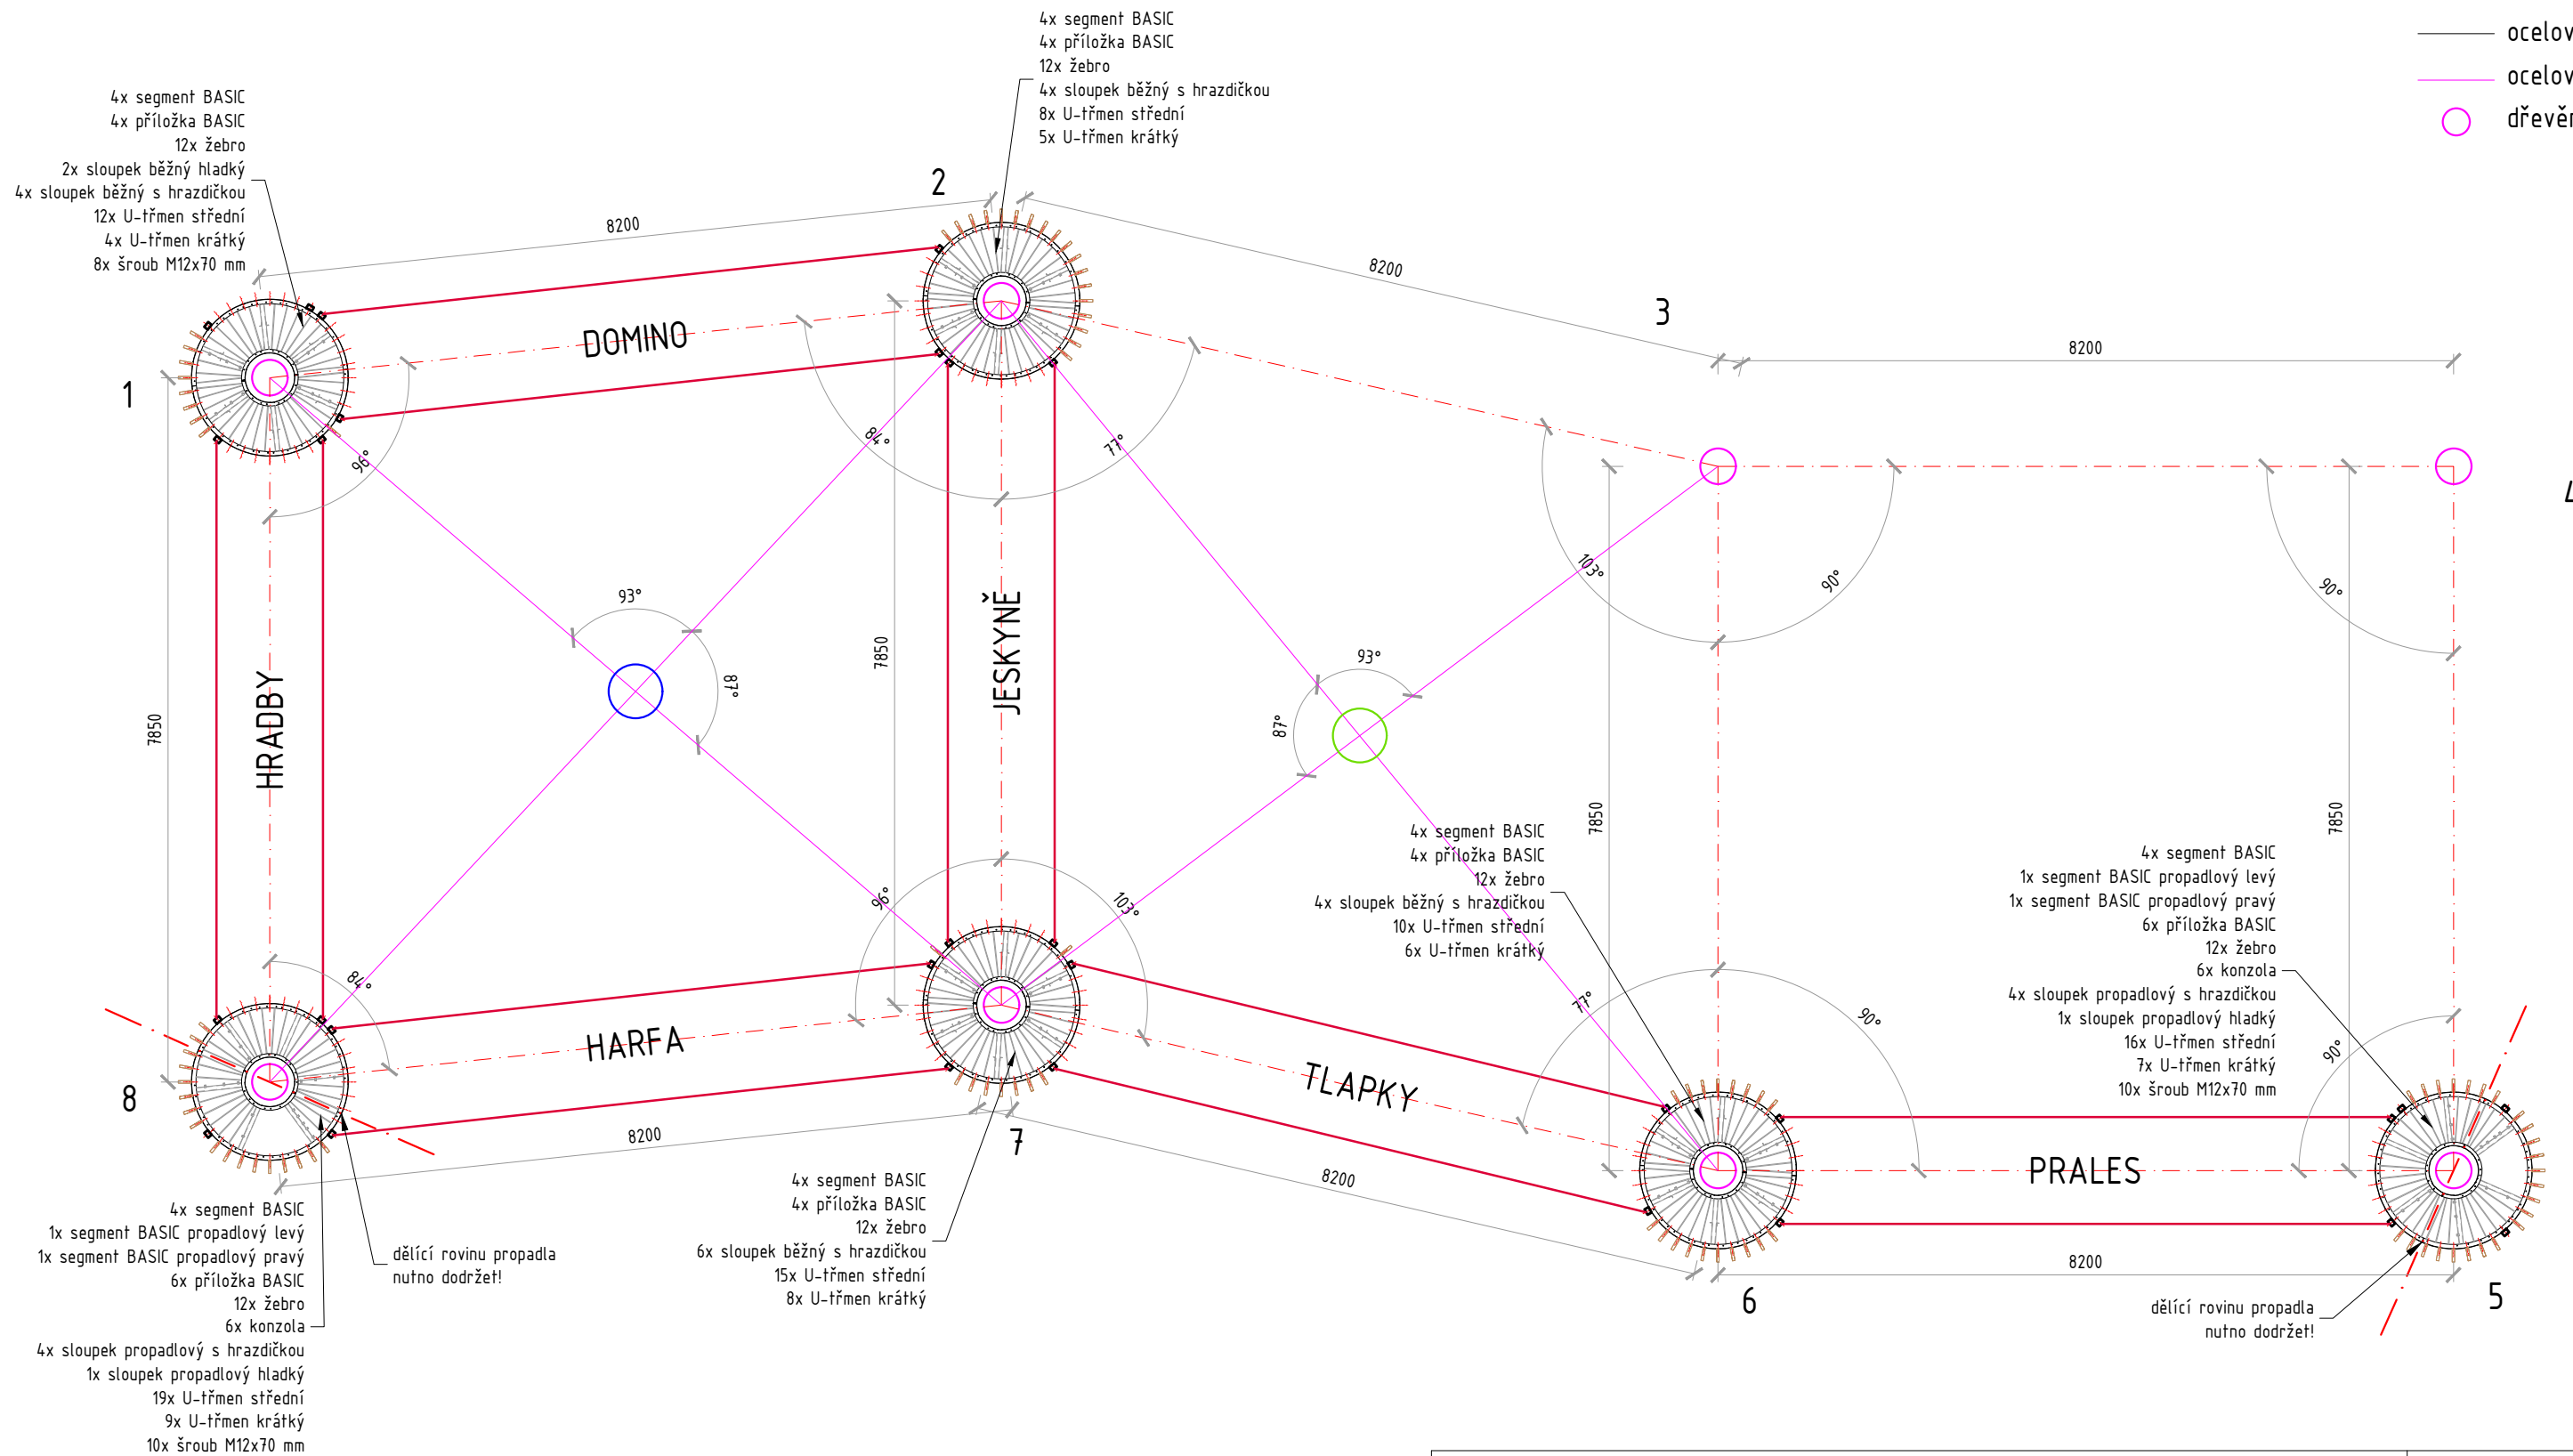 4x segment BASIC
4x příložka BASIC
12x žebro
4x sloupek běžný s hrazdičkou
8x U-třmen střední
5x U-třmen krátký
ocelov
ocelov
dřevěn
4x segment BASIC
4x příložka BASIC
12x žebro
2x sloupek běžný hladký
4x sloupek běžný s hrazdičkou
12x U-třmen střední
4x U-třmen krátký
8x šroub M12x70 mm
2
8200
8200
3
8200
DOMINO
1
84°
77°
96°
4
103°
90°
90°
93°
87°
7850
JESKYNĚ
93°
87°
HRADBY
7850
7850
7850
4x segment BASIC
4x příložka BASIC
12x žebro
4x sloupek běžný s hrazdičkou
10x U-třmen střední
6x U-třmen krátký
4x segment BASIC
1x segment BASIC propadlový levý
1x segment BASIC propadlový pravý
6x příložka BASIC
12x žebro
6x konzola
4x sloupek propadlový s hrazdičkou
1x sloupek propadlový hladký
16x U-třmen střední
7x U-třmen krátký
10x šroub M12x70 mm
96°
103°
84°
77°
90°
90°
HARFA
TLAPKY
8
8200
7
8200
PRALES
8200
6
5
4x segment BASIC
4x příložka BASIC
12x žebro
6x sloupek běžný s hrazdičkou
15x U-třmen střední
8x U-třmen krátký
4x segment BASIC
1x segment BASIC propadlový levý
1x segment BASIC propadlový pravý
6x příložka BASIC
12x žebro
6x konzola
4x sloupek propadlový s hrazdičkou
1x sloupek propadlový hladký
19x U-třmen střední
9x U-třmen krátký
10x šroub M12x70 mm
dělící rovinu propadla
nutno dodržet!
dělící rovinu propadla
nutno dodržet!